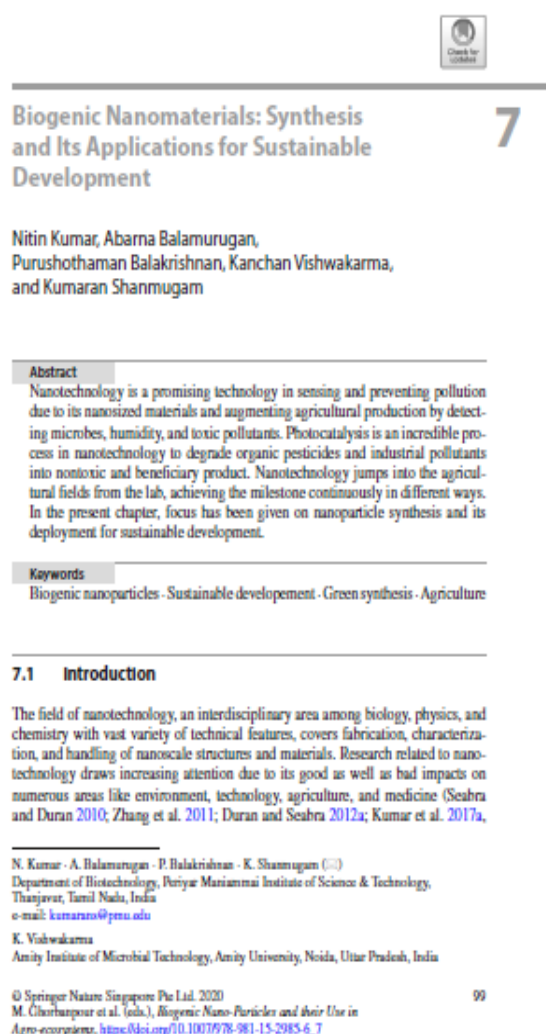 Check for
updates
Biogenic Nanomaterials: Synthesis
and Its Applications for Sustainable
Development
7
Nitin Kumar, Abarna Balamurugan,
Purushothaman Balakrishnan, Kanchan Vishwakarma,
and Kumaran Shanmugam
Abstract
Nanotechnology is a promising technology in sensing and preventing pollution
due to its nanosized materials and augmenting agricultural production by detect-
ing microbes, humidity, and toxic pollutants. Photocatalysis is an incredible pro-
cess in nanotechnology to degrade organic pesticides and industrial pollutants
into nontoxic and beneficiary product. Nanotechnology jumps into the agricul-
tural fields from the lab, achieving the milestone continuously in different ways.
In the present chapter, focus has been given on nanoparticle synthesis and its
deployment for sustainable development.
Keywords
Biogenic nanoparticles · Sustainable developement · Green synthesis · Agriculture
7.1 Introduction
The field of nanotechnology, an interdisciplinary area among biology, physics, and
chemistry with vast variety of technical features, covers fabrication, characteriza-
tion, and handling of nanoscale structures and materials. Research related to nano-
technology draws increasing attention due to its good as well as bad impacts on
numerous areas like environment, technology, agriculture, and medicine (Seabra
and Duran 2010; Zhang et al. 2011; Duran and Seabra 2012a; Kumar et al. 2017a,
N. Kumar · A. Balamurugan · P. Balakrishnan · K. Shanmugam (✉)
Department of Biotechnology, Periyar Maniammai Institute of Science & Technology,
Thanjavur, Tamil Nadu, India
e-mail: kumarans@pmu.edu
K. Vishwakarma
Amity Institute of Microbial Technology, Amity University, Noida, Uttar Pradesh, India
© Springer Nature Singapore Pte Ltd. 2020 99
M. Ghorbanpour et al. (eds.), Biogenic Nano-Particles and their Use in
Agro-ecosystems, https://doi.org/10.1007/978-981-15-2985-6_7